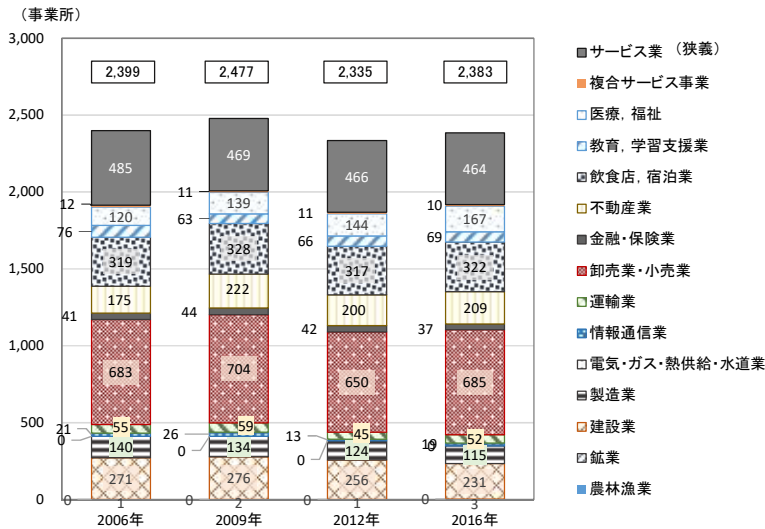 （事業所）
3,000
2,500
2,000
1,500
1,000
500
0
2,399 2,477 2,335 2,383
485 469 466 464
12 11 11 10
120 139 144 167
76 63 66 69
319 328 317 322
175 222 200 209
41 44 42 37
683 704 650 685
55 59 45 52
21 26 13
0 0 0 0
140 134 124 115
271 276 256 231
0 0 0 0
1 2 1 3
2006年 2009年 2012年 2016年
サービス業 （狭義）
複合サービス事業
医療，福祉
教育，学習支援業
飲食店，宿泊業
不動産業
金融・保険業
卸売業・小売業
運輸業
情報通信業
電気・ガス・熱供給・水道業
製造業
建設業
鉱業
農林漁業